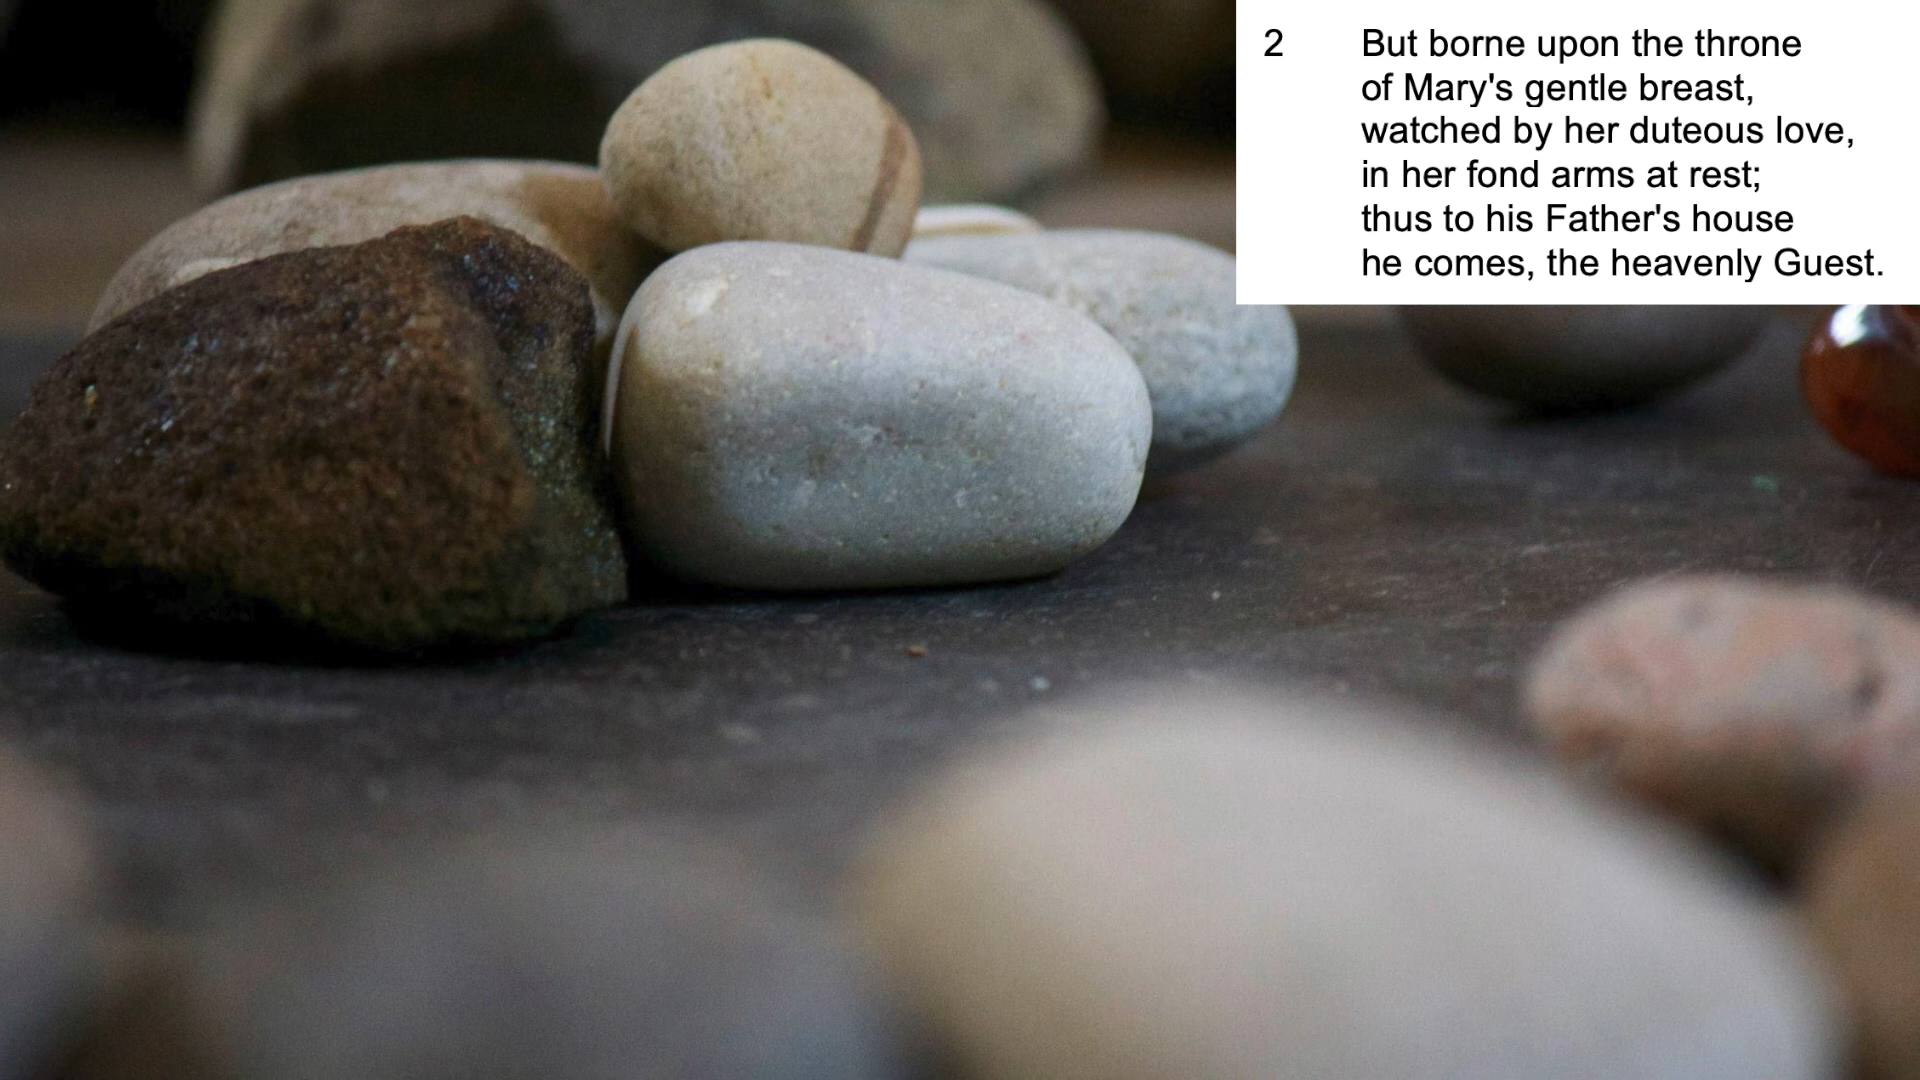 2 But borne upon the throne
of Mary's gentle breast,
watched by her duteous love,
in her fond arms at rest;
thus to his Father's house
he comes, the heavenly Guest.